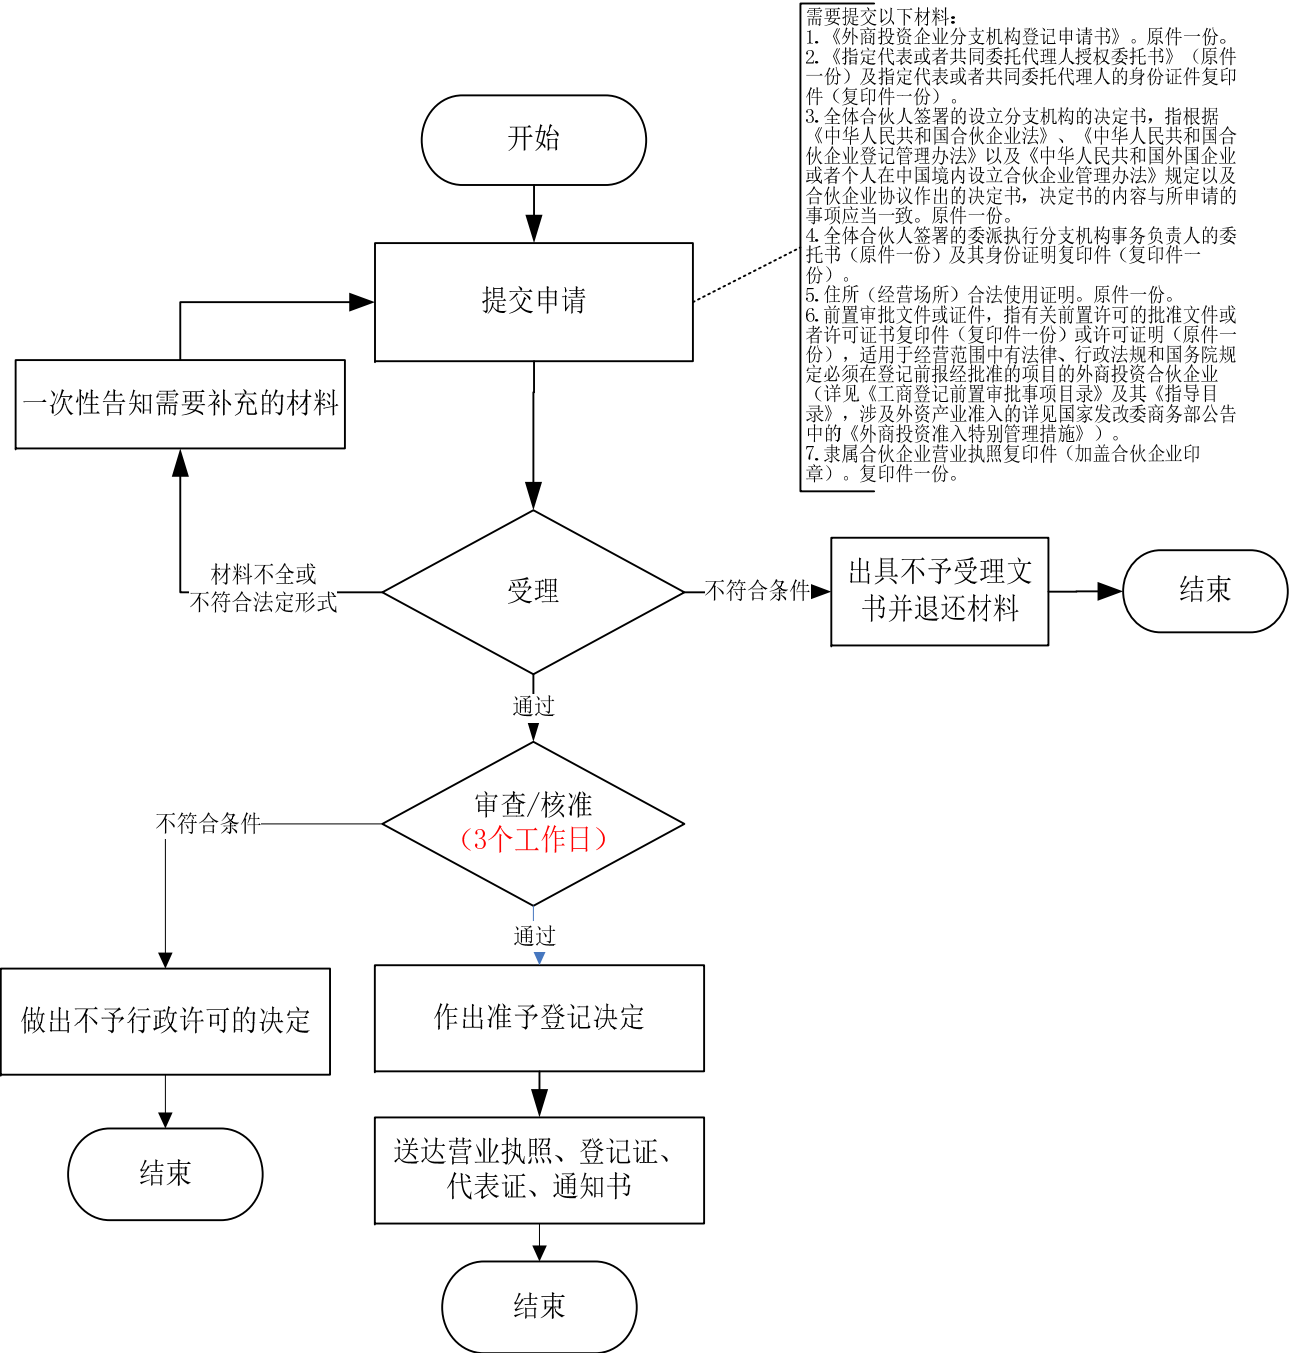 需要提交以下材料：
1.《外商投资企业分支机构登记申请书》。原件一份。
2.《指定代表或者共同委托代理人授权委托书》（原件
一份）及指定代表或者共同委托代理人的身份证件复印
件（复印件一份）。
3.全体合伙人签署的设立分支机构的决定书，指根据
《中华人民共和国合伙企业法》、《中华人民共和国合
伙企业登记管理办法》以及《中华人民共和国外国企业
或者个人在中国境内设立合伙企业管理办法》规定以及
合伙企业协议作出的决定书，决定书的内容与所申请的
事项应当一致。原件一份。
4.全体合伙人签署的委派执行分支机构事务负责人的委
托书（原件一份）及其身份证明复印件（复印件一
份）。
5.住所（经营场所）合法使用证明。原件一份。
6.前置审批文件或证件，指有关前置许可的批准文件或
者许可证书复印件（复印件一份）或许可证明（原件一
份），适用于经营范围中有法律、行政法规和国务院规
定必须在登记前报经批准的项目的外商投资合伙企业
（详见《工商登记前置审批事项目录》及其《指导目
录》，涉及外资产业准入的详见国家发改委商务部公告
中的《外商投资准入特别管理措施》）。
7.隶属合伙企业营业执照复印件（加盖合伙企业印
章）。复印件一份。
开始
提交申请
一次性告知需要补充的材料
材料不全或
不符合法定形式
受理
不符合条件
出具不予受理文
书并退还材料
结束
通过
审查/核准
（3个工作日）
不符合条件
通过
做出不予行政许可的决定
作出准予登记决定
结束
送达营业执照、登记证、
代表证、通知书
结束